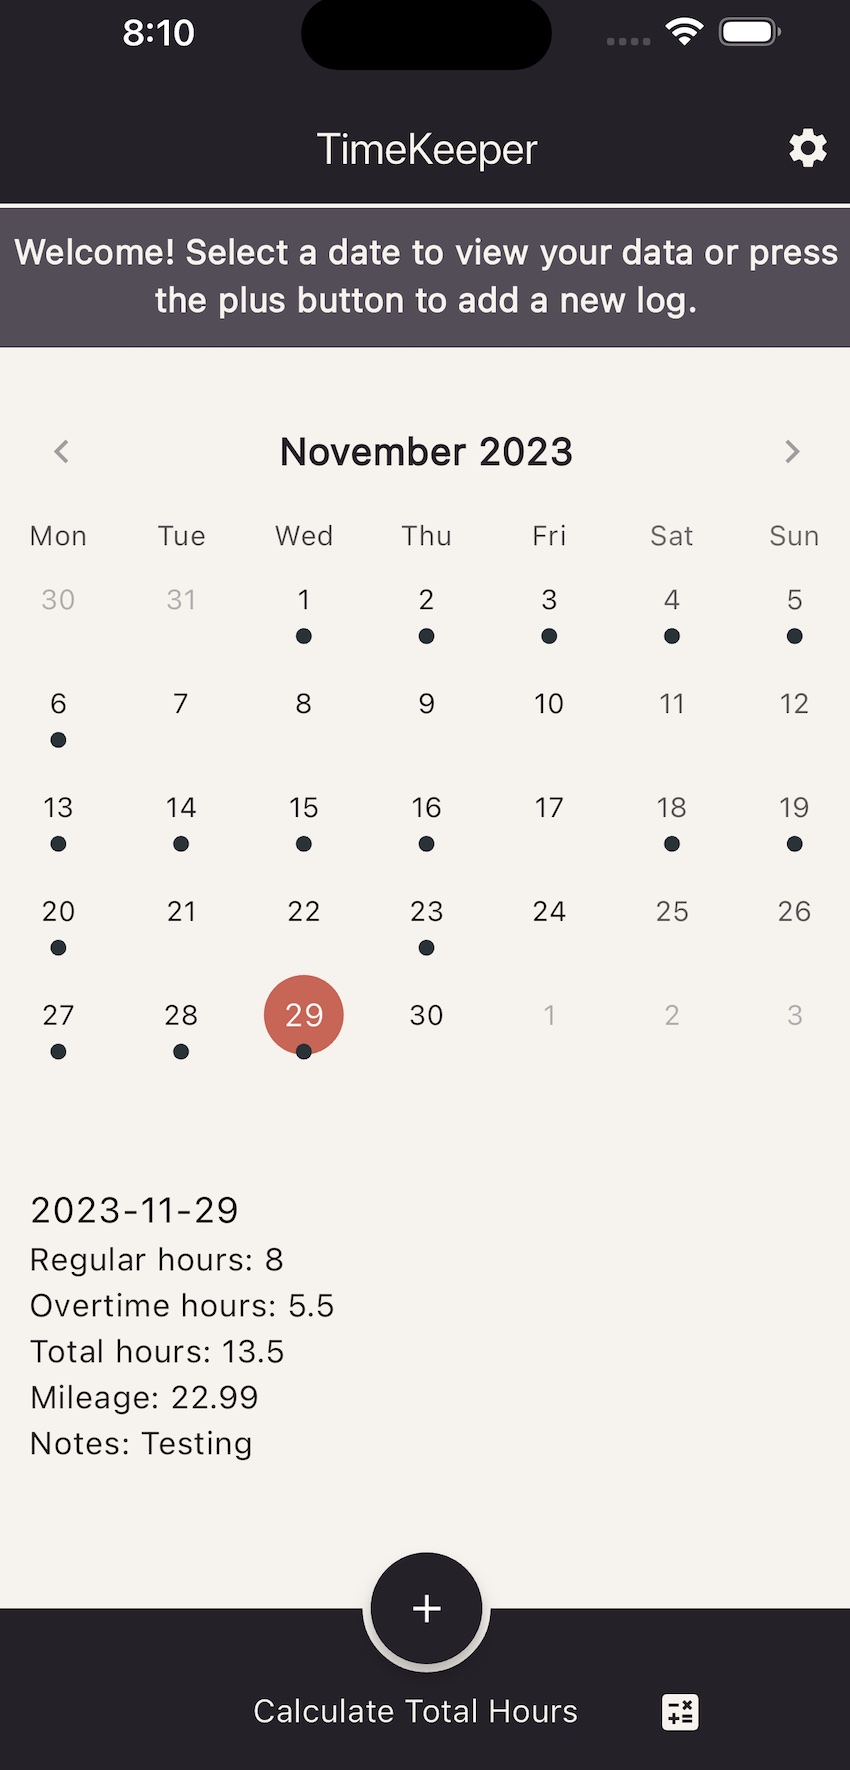 8:10
TimeKeeper
Welcome! Select a date to view your data or press
the plus button to add a new log.
November 2023
Mon Tue Wed Thu Fri Sat Sun
30 31 1 2 3 4 5
6 7 8 9 10 11 12
13 14 15 16 17 18 19
20 21 22 23 24 25 26
27 28 29 30 1 2 3
2023-11-29
Regular hours: 8
Overtime hours: 5.5
Total hours: 13.5
Mileage: 22.99
Notes: Testing
+
Calculate Total Hours